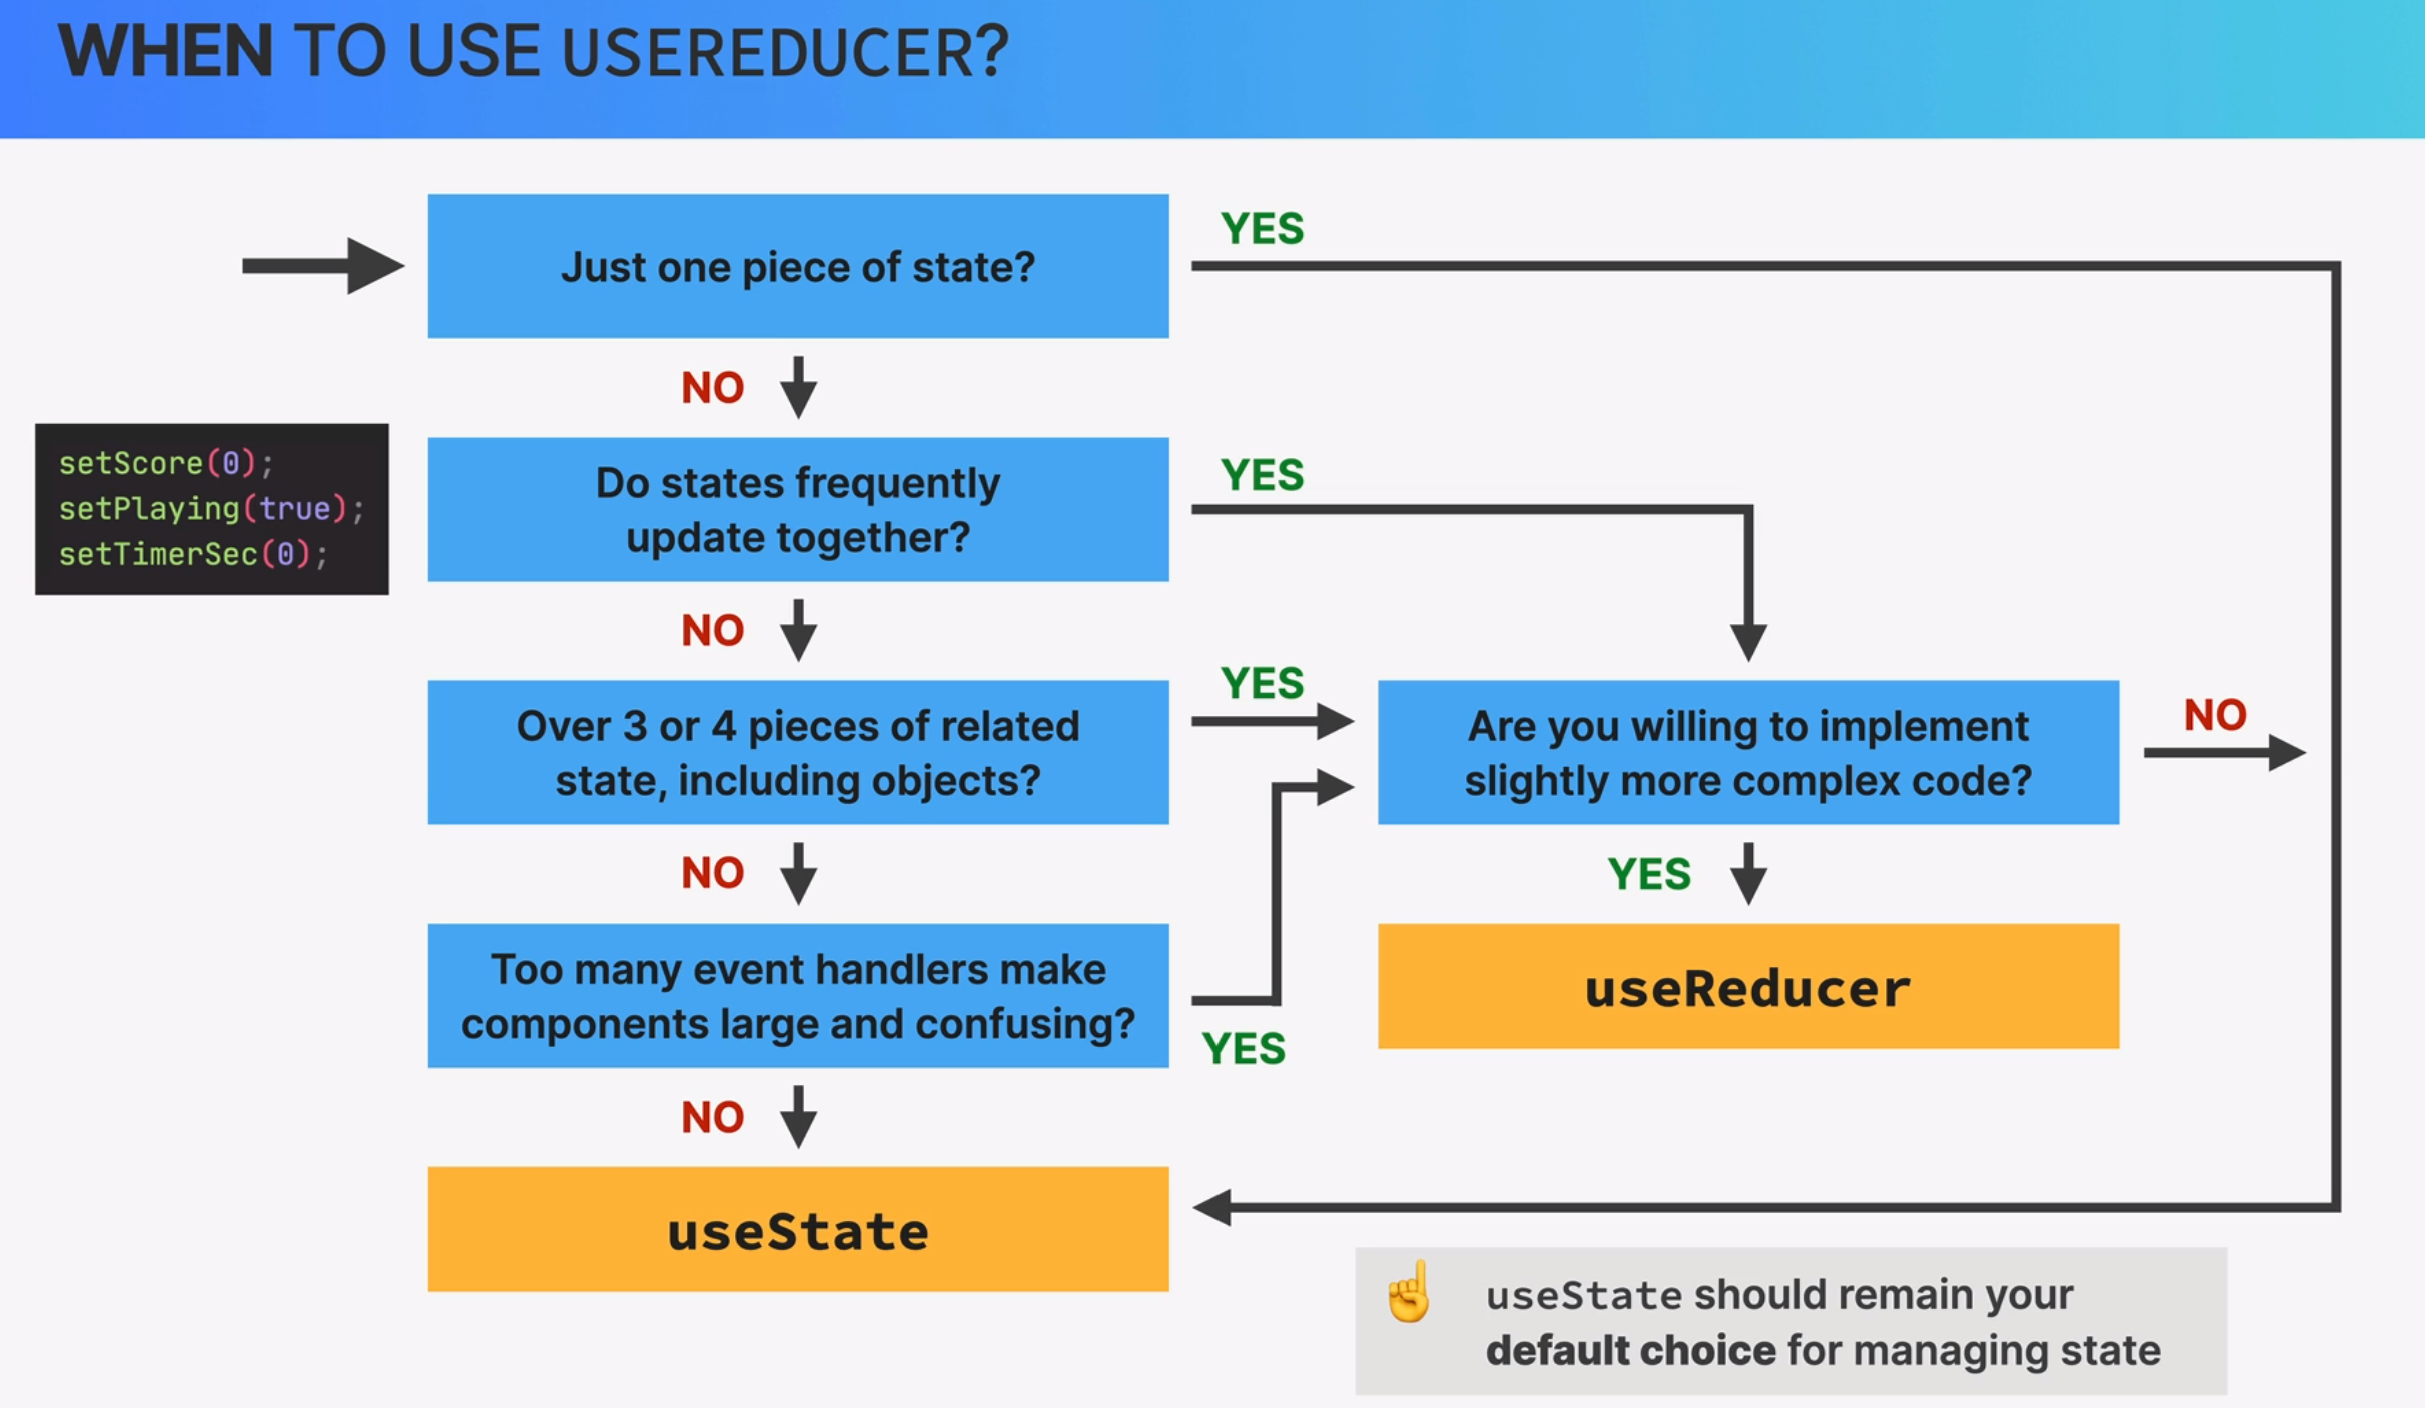 WHEN TO USE USEREDUCER?
Just one piece of state?
YES
NO
setScore(0);
setPlaying(true);
setTimerSec(0);
Do states frequently
update together?
YES
NO
Over 3 or 4 pieces of related
state, including objects?
YES
Are you willing to implement
slightly more complex code?
NO
NO
YES
Too many event handlers make
components large and confusing?
YES
useReducer
NO
useState
☝️ useState should remain your
default choice for managing state